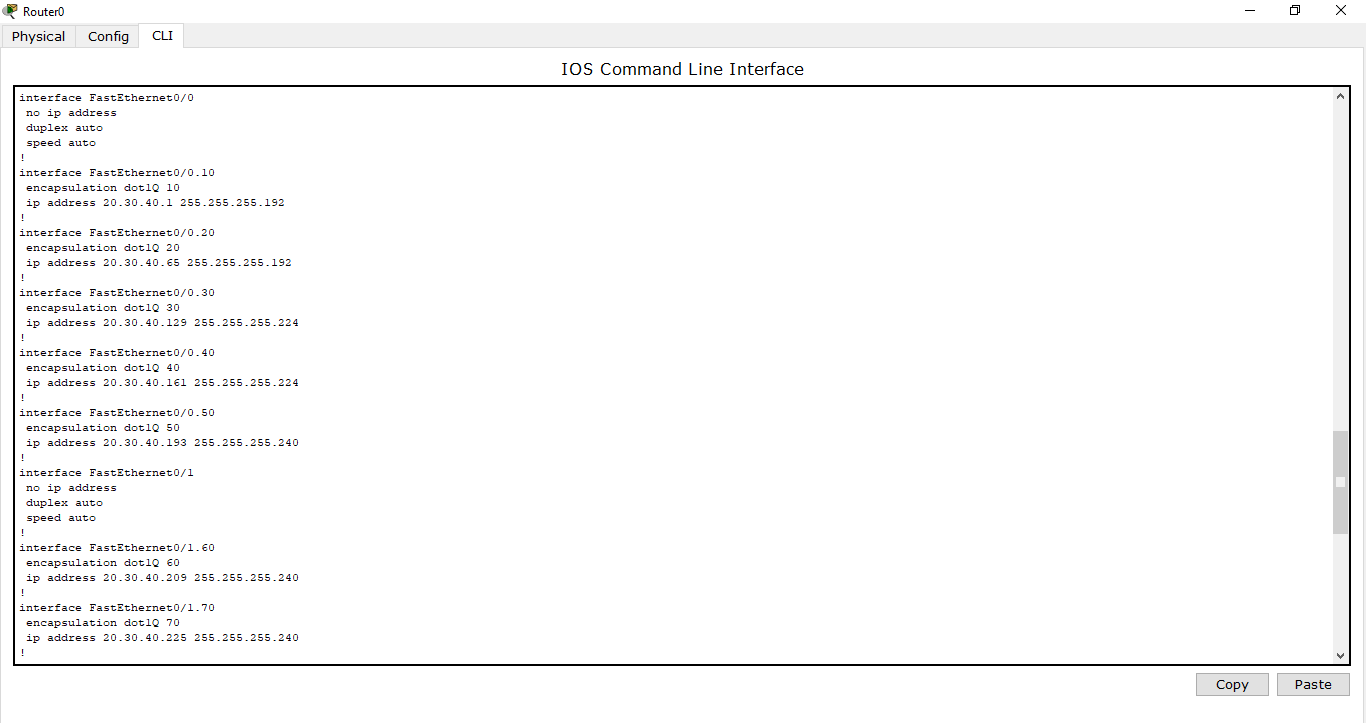 Router0
Physical Config CLI
IOS Command Line Interface
interface FastEthernet0/0
no ip address
duplex auto
speed auto
!
interface FastEthernet0/0.10
encapsulation dot1Q 10
ip address 20.30.40.1 255.255.255.192
!
interface FastEthernet0/0.20
encapsulation dot1Q 20
ip address 20.30.40.65 255.255.255.192
!
interface FastEthernet0/0.30
encapsulation dot1Q 30
ip address 20.30.40.129 255.255.255.224
!
interface FastEthernet0/0.40
encapsulation dot1Q 40
ip address 20.30.40.161 255.255.255.224
!
interface FastEthernet0/0.50
encapsulation dot1Q 50
ip address 20.30.40.193 255.255.255.240
!
interface FastEthernet0/1
no ip address
duplex auto
speed auto
!
interface FastEthernet0/1.60
encapsulation dot1Q 60
ip address 20.30.40.209 255.255.255.240
!
interface FastEthernet0/1.70
encapsulation dot1Q 70
ip address 20.30.40.225 255.255.255.240
!
Copy Paste